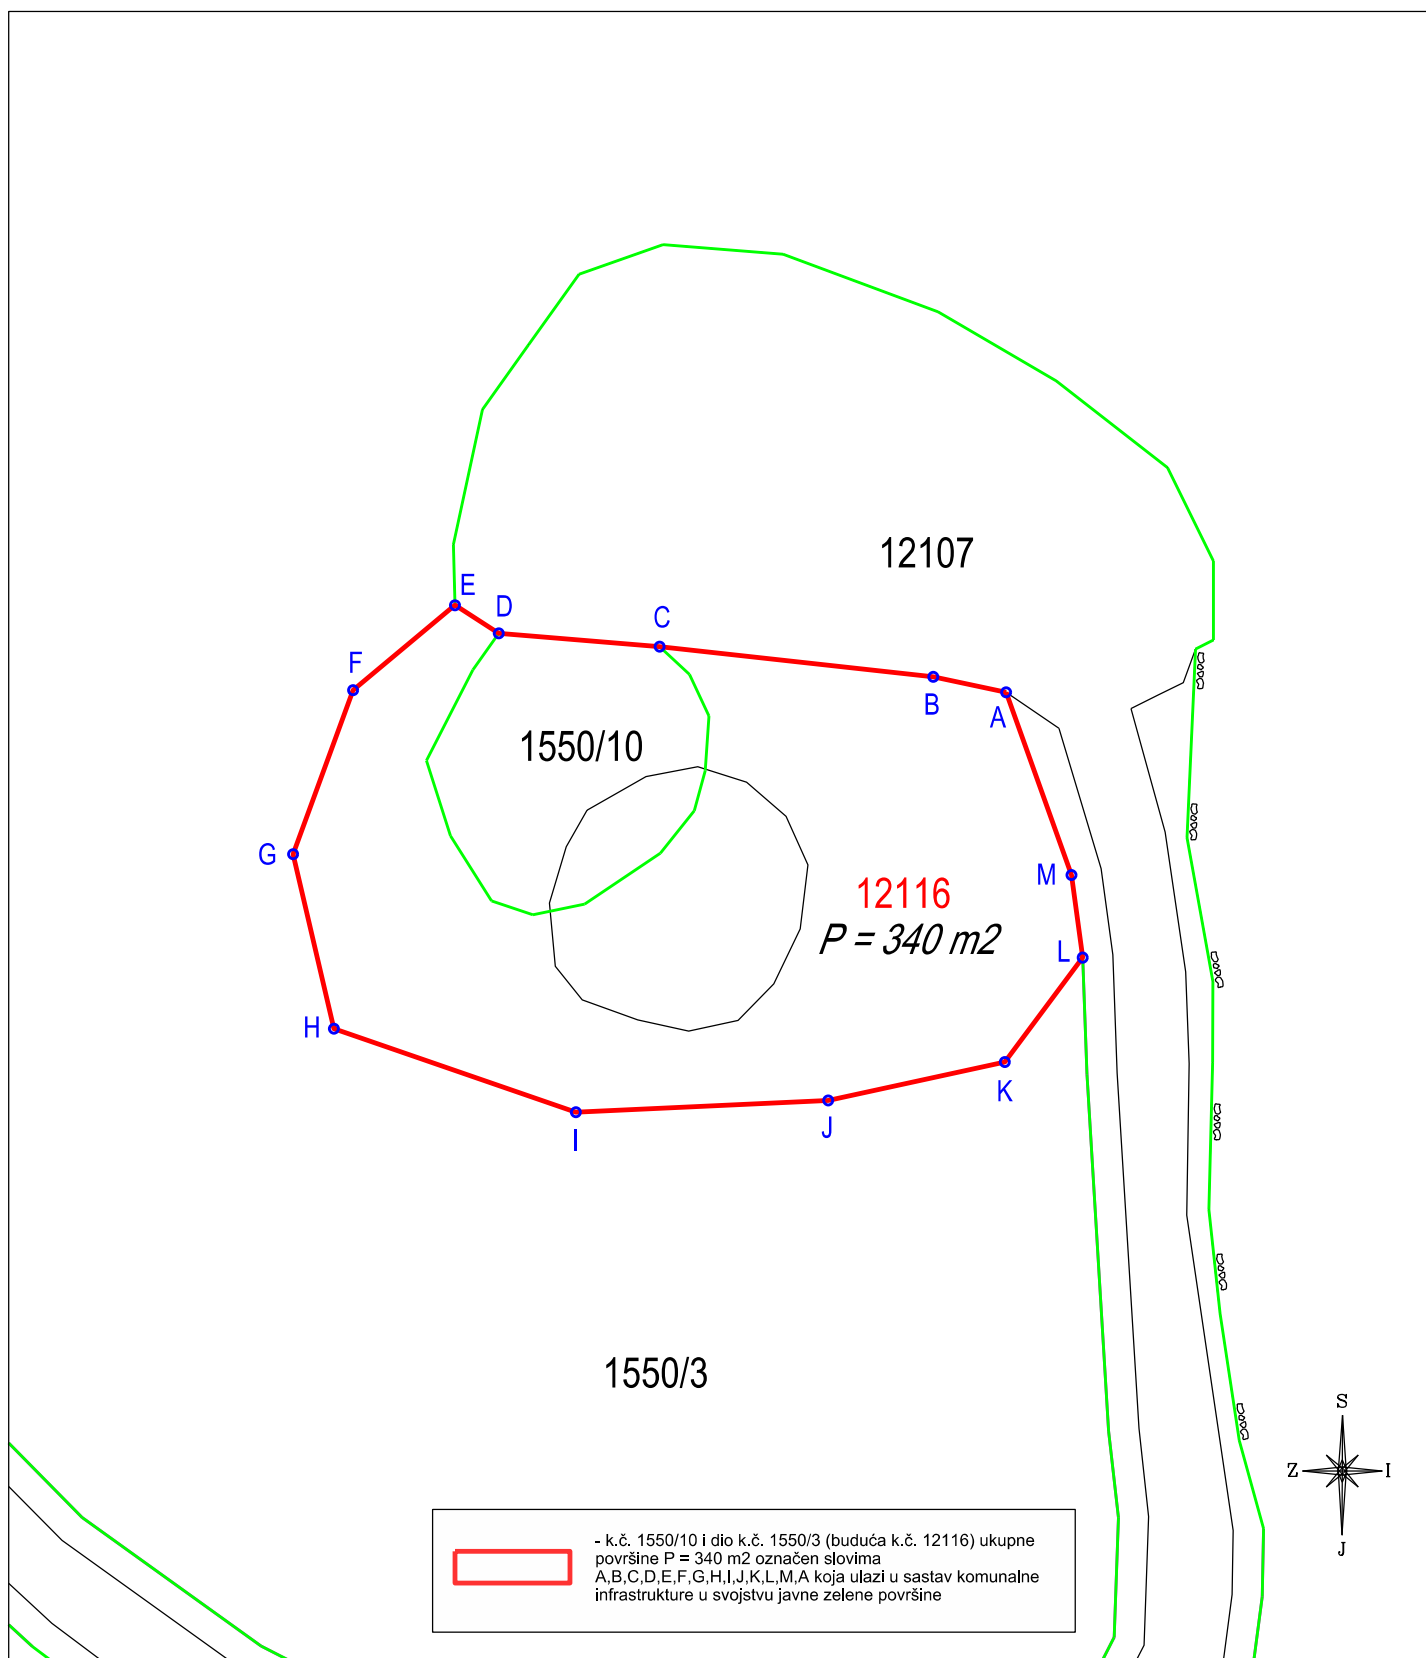 12107
E
D
C
F
B
A
1550/10
G
M
12116
P = 340 m2
L
H
K
J
I
1550/3
S
Z
I
J
- k.č. 1550/10 i dio k.č. 1550/3 (buduća k.č. 12116) ukupne
površine P = 340 m2 označen slovima
A,B,C,D,E,F,G,H,I,J,K,L,M,A koja ulazi u sastav komunalne
infrastrukture u svojstvu javne zelene površine